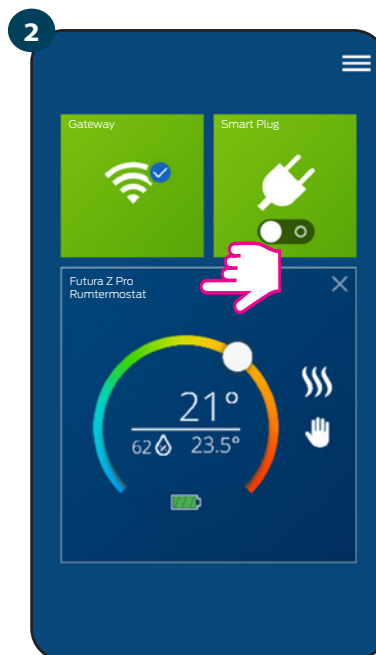 2
Gateway
Smart Plug
Futura Z Pro
Rumtermostat
21°
62 23.5°